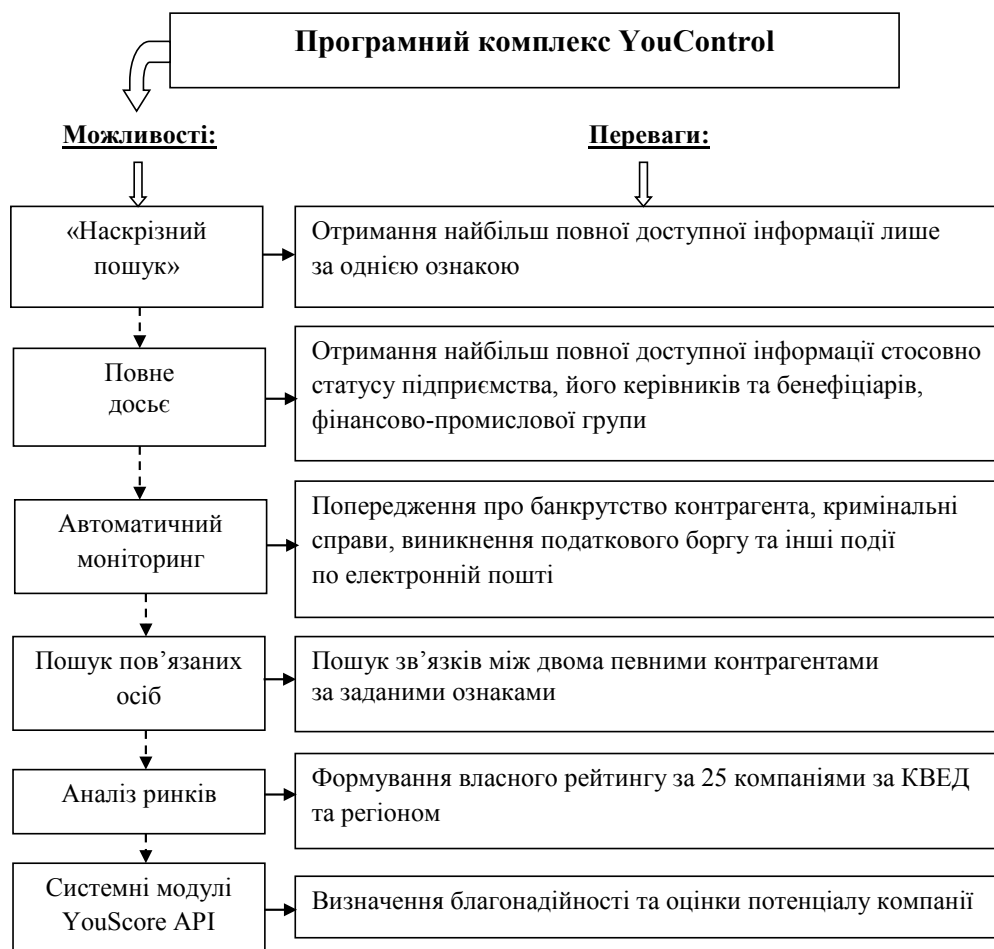 Програмний комплекс YouControl
Можливості:
Переваги:
«Наскрізний
пошук»
Отримання найбільш повної доступної інформації лише
за однією ознакою
Повне
досьє
Отримання найбільш повної доступної інформації стосовно
статусу підприємства, його керівників та бенефіціарів,
фінансово-промислової групи
Автоматичний
моніторинг
Попередження про банкрутство контрагента, кримінальні
справи, виникнення податкового боргу та інші події
по електронній пошті
Пошук пов’язаних
осіб
Пошук зв’язків між двома певними контрагентами
за заданими ознаками
Аналіз ринків
Формування власного рейтингу за 25 компаніями за КВЕД
та регіоном
Системні модулі
YouScore API
Визначення благонадійності та оцінки потенціалу компанії